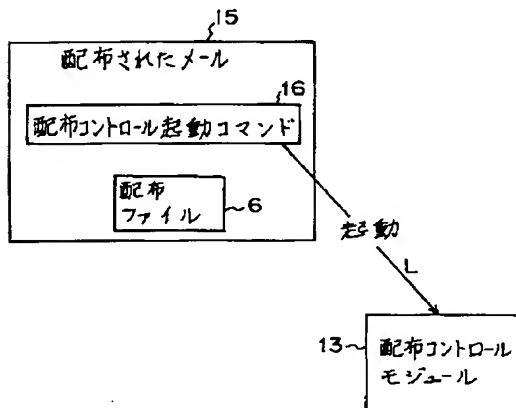 15
配布されたメール
16
配布コントロール起動コマンド
配布
ファイル
6
起動
L
13
配布コントロール
モジュール